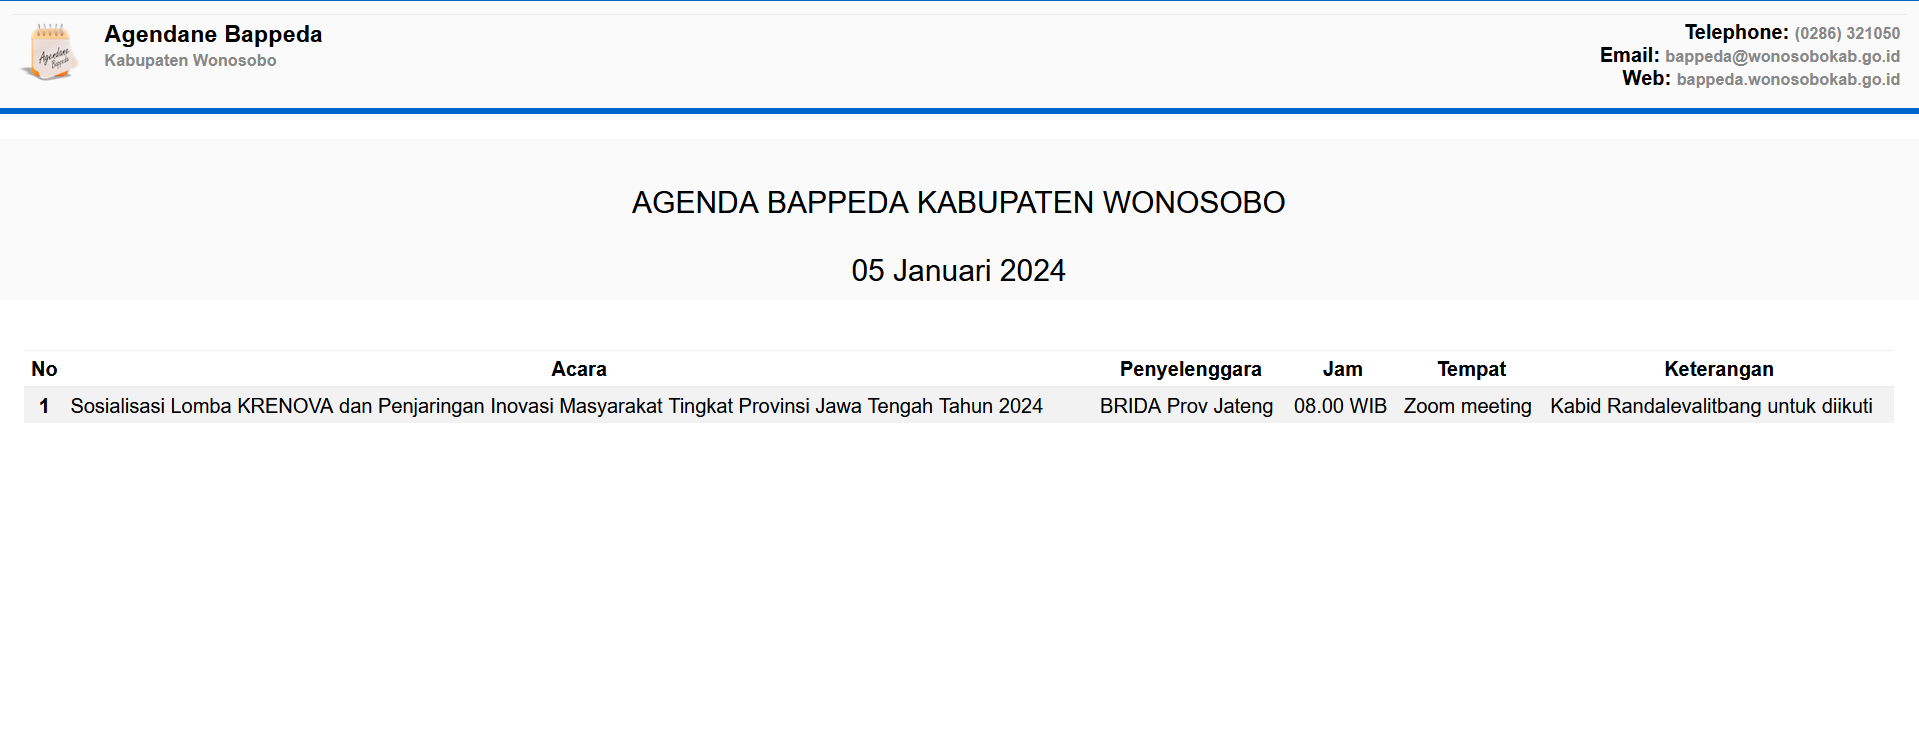 Agendane
Bappeda
Agendane Bappeda
Kabupaten Wonosobo
Telephone: (0286) 321050
Email: bappeda@wonosobokab.go.id
Web: bappeda.wonosobokab.go.id
AGENDA BAPPEDA KABUPATEN WONOSOBO
05 Januari 2024
No Acara Penyelenggara Jam Tempat Keterangan
1 Sosialisasi Lomba KRENOVA dan Penjaringan Inovasi Masyarakat Tingkat Provinsi Jawa Tengah Tahun 2024 BRIDA Prov Jateng 08.00 WIB Zoom meeting Kabid Randalevalitbang untuk diikuti